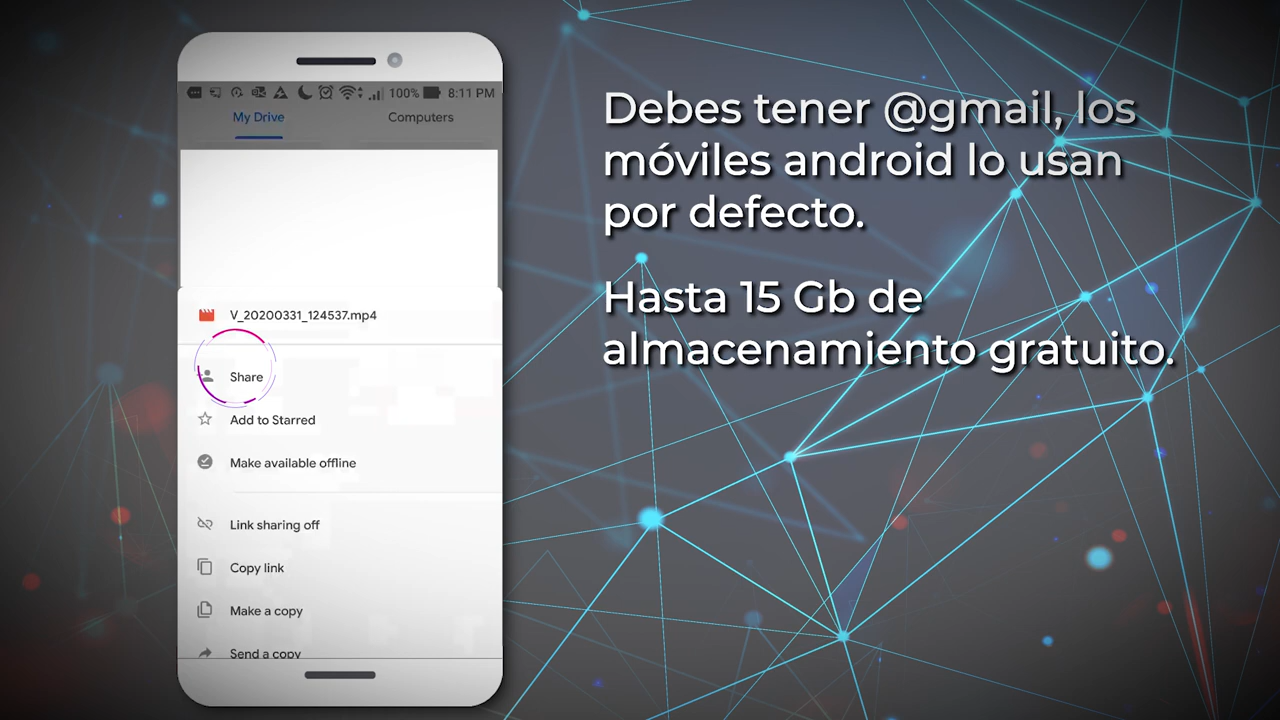 100% 8:11 PM
My Drive Computers
V_20200331_124537.mp4
Share
Add to Starred
Make available offline
Link sharing off
Copy link
Make a copy
Send a copy
Debes tener @gmail, los
móviles android lo usan
por defecto.
Hasta 15 Gb de
almacenamiento gratuito.